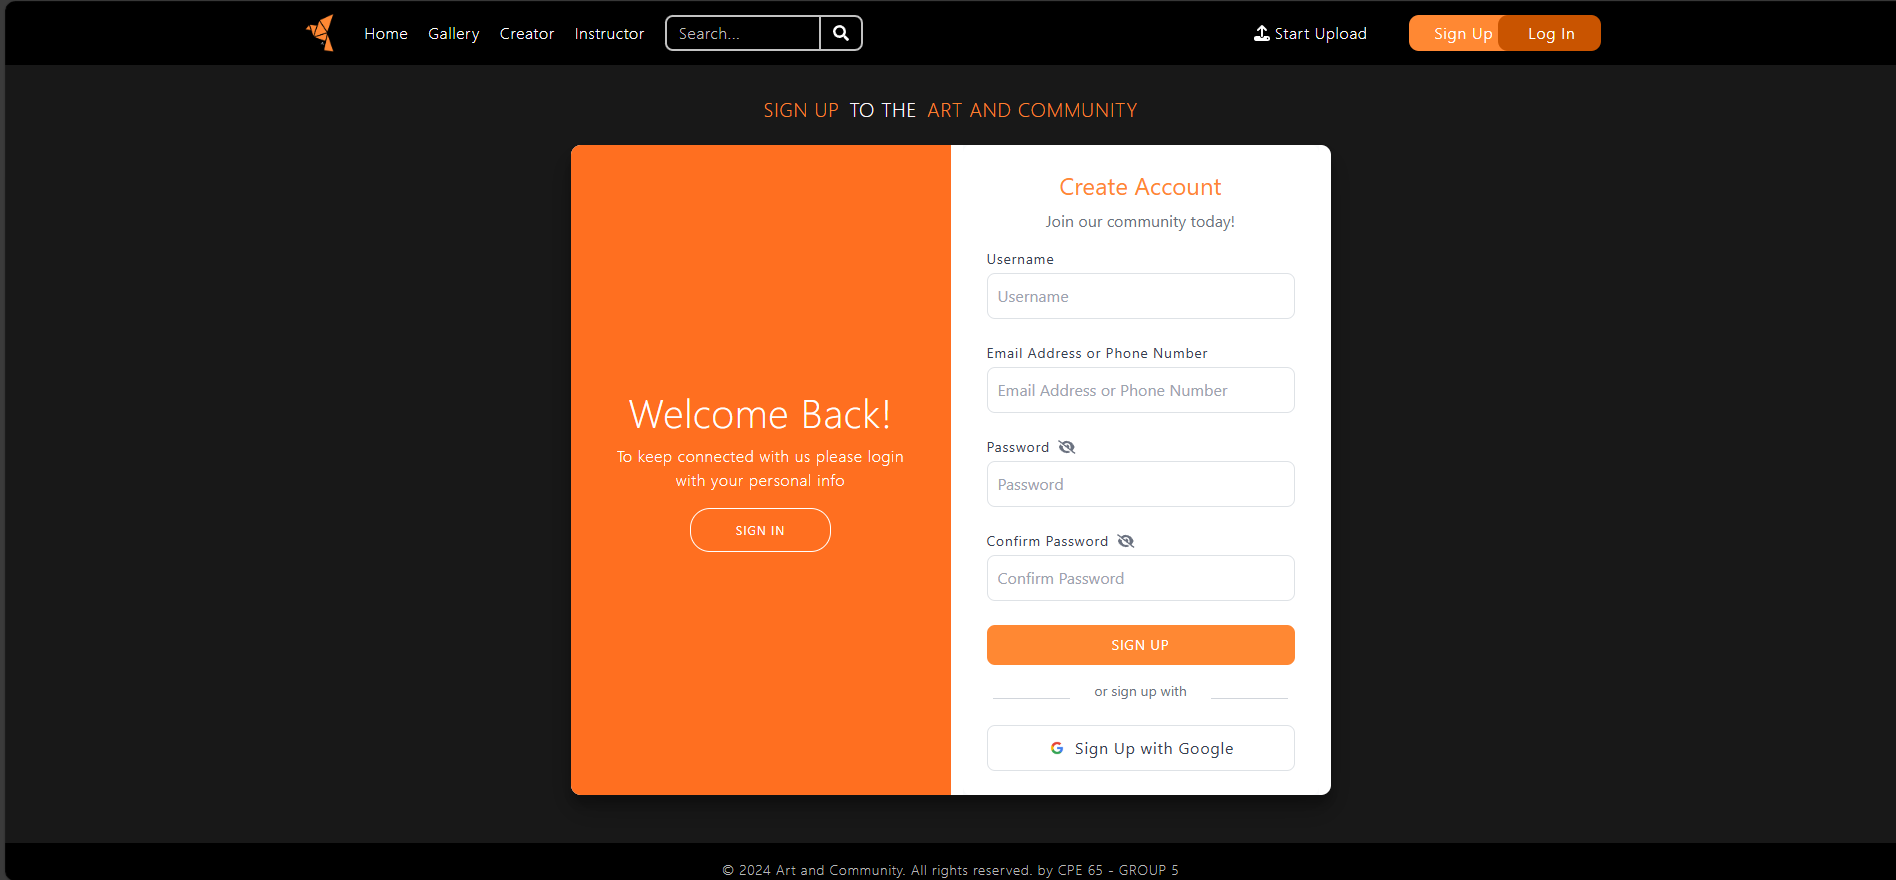 Home Gallery Creator Instructor Search... Start Upload Sign Up Log In
SIGN UP TO THE ART AND COMMUNITY
Welcome Back!
To keep connected with us please login
with your personal info
SIGN IN
Create Account
Join our community today!
Username
Username
Email Address or Phone Number
Email Address or Phone Number
Password
Password
Confirm Password
Confirm Password
SIGN UP
or sign up with
Sign Up with Google
© 2024 Art and Community. All rights reserved. by CPE 65 - GROUP 5